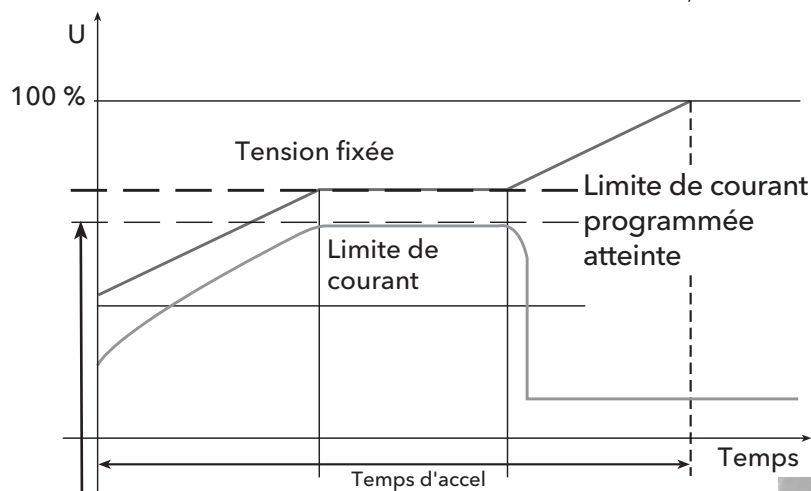 U
100 %
Tension fixée
Limite de courant
programmée
atteinte
Limite de
courant
Temps
Temps d'accel